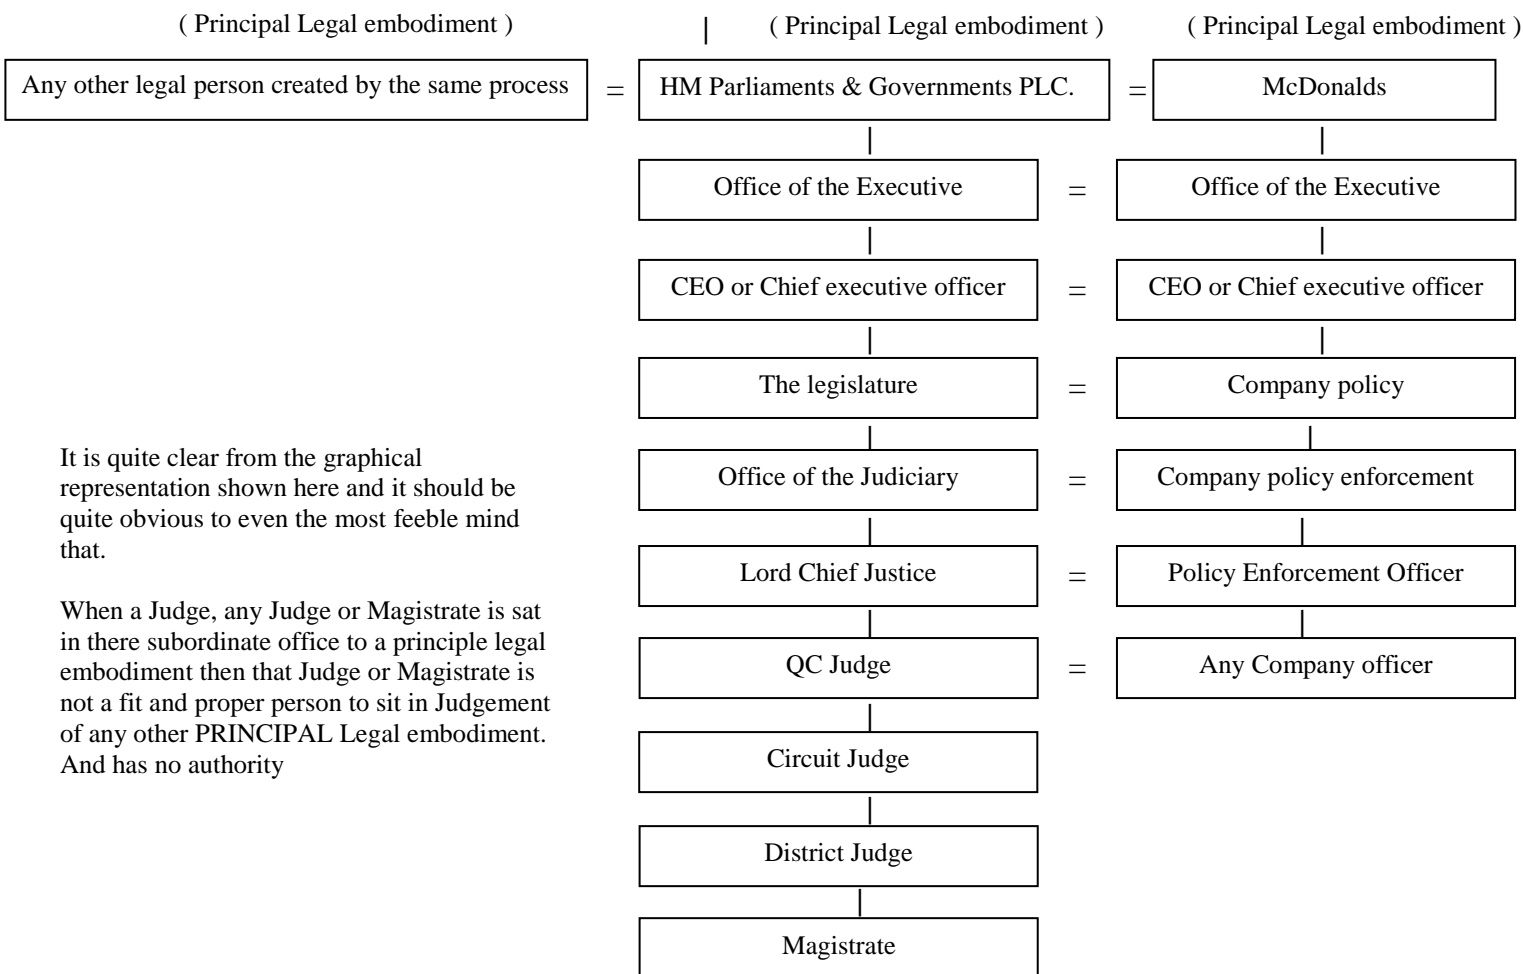 ( Principal Legal embodiment ) | ( Principal Legal embodiment ) ( Principal Legal embodiment )
Any other legal person created by the same process = HM Parliaments & Governments PLC. = McDonalds
Office of the Executive = Office of the Executive
CEO or Chief executive officer = CEO or Chief executive officer
The legislature = Company policy
Office of the Judiciary = Company policy enforcement
Lord Chief Justice = Policy Enforcement Officer
QC Judge = Any Company officer
Circuit Judge
District Judge
Magistrate
It is quite clear from the graphical
representation shown here and it should be
quite obvious to even the most feeble mind
that.
When a Judge, any Judge or Magistrate is sat
in there subordinate office to a principle legal
embodiment then that Judge or Magistrate is
not a fit and proper person to sit in Judgement
of any other PRINCIPAL Legal embodiment.
And has no authority